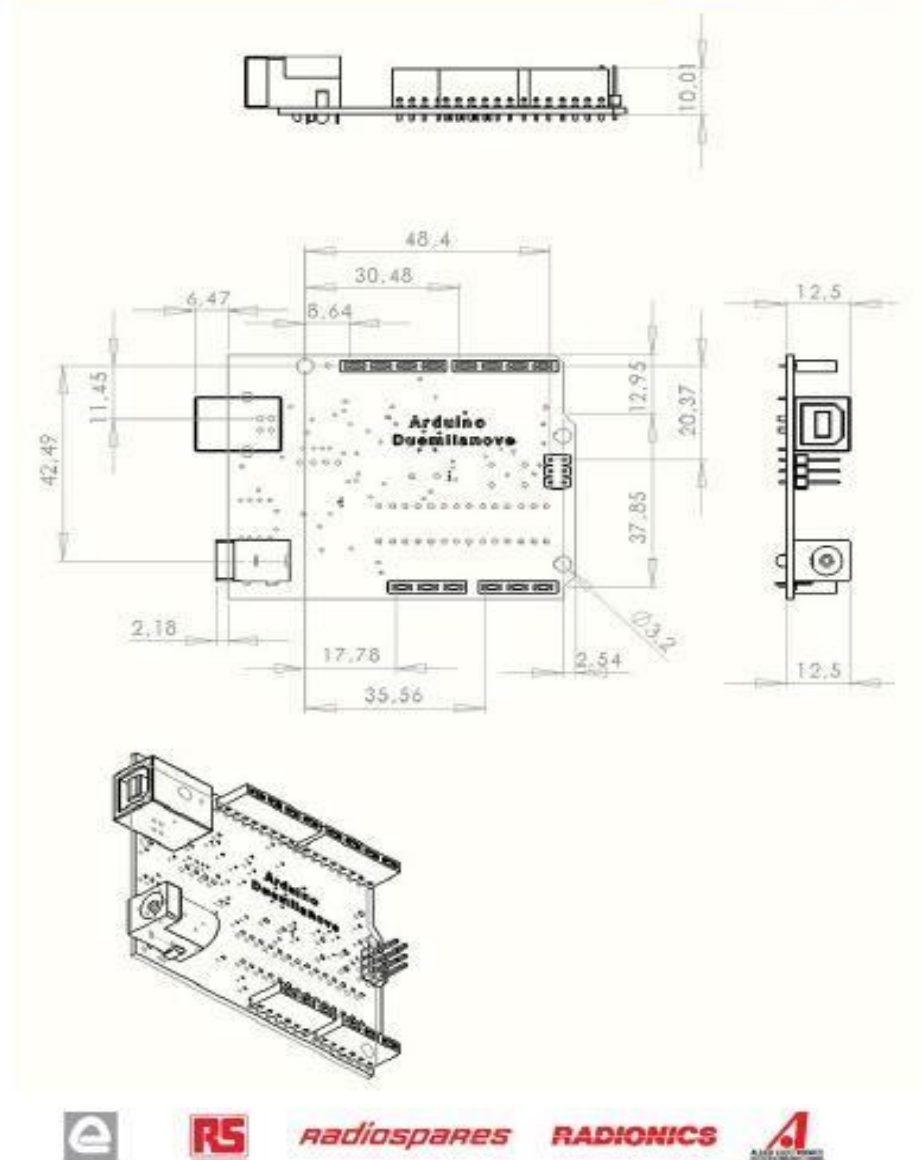 10,01
48,4
30,48
6,47
8,64
12,5
11,45
42,49
12,95
20,37
37,85
Arduino
Duemilanove
2,18
17,78
Ø3,2
2,54
35,56
12,5
Arduino
Duemilanove
RS
Radiospares
RADIONICS